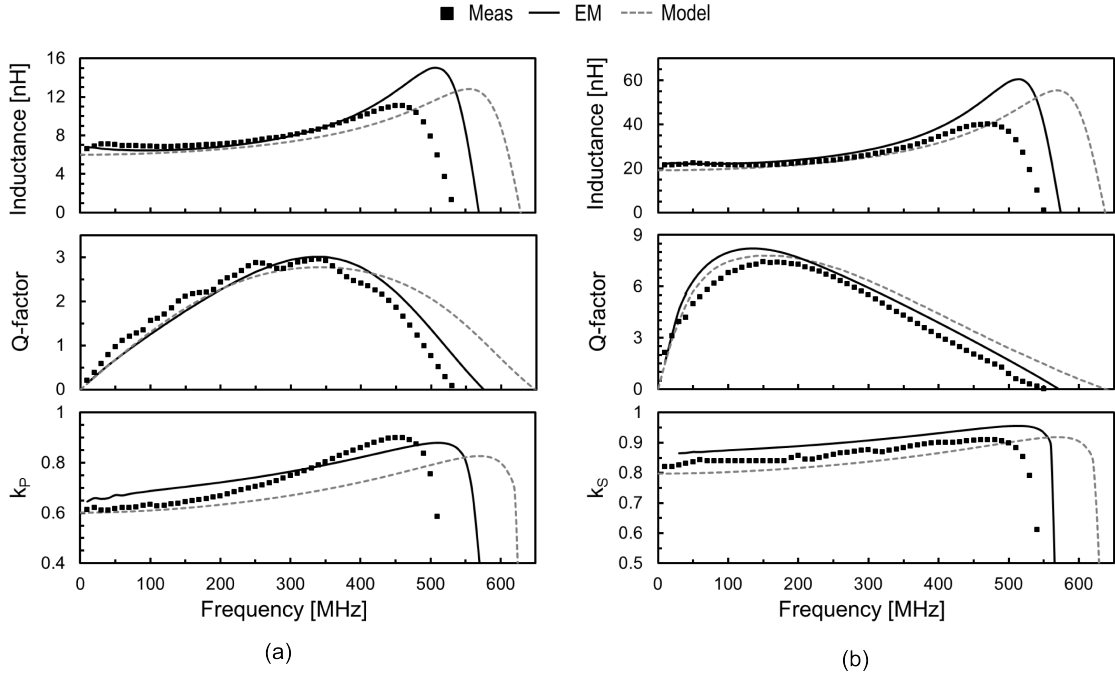 Meas EM Model
Inductance [nH]
16
12
8
4
0
Q-factor
3
2
1
0
kP
1
0.8
0.6
0.4
0 100 200 300 400 500 600
Frequency [MHz]
(a)
Inductance [nH]
60
40
20
0
Q-factor
9
6
3
0
kS
1
0.9
0.8
0.7
0.6
0.5
0 100 200 300 400 500 600
Frequency [MHz]
(b)